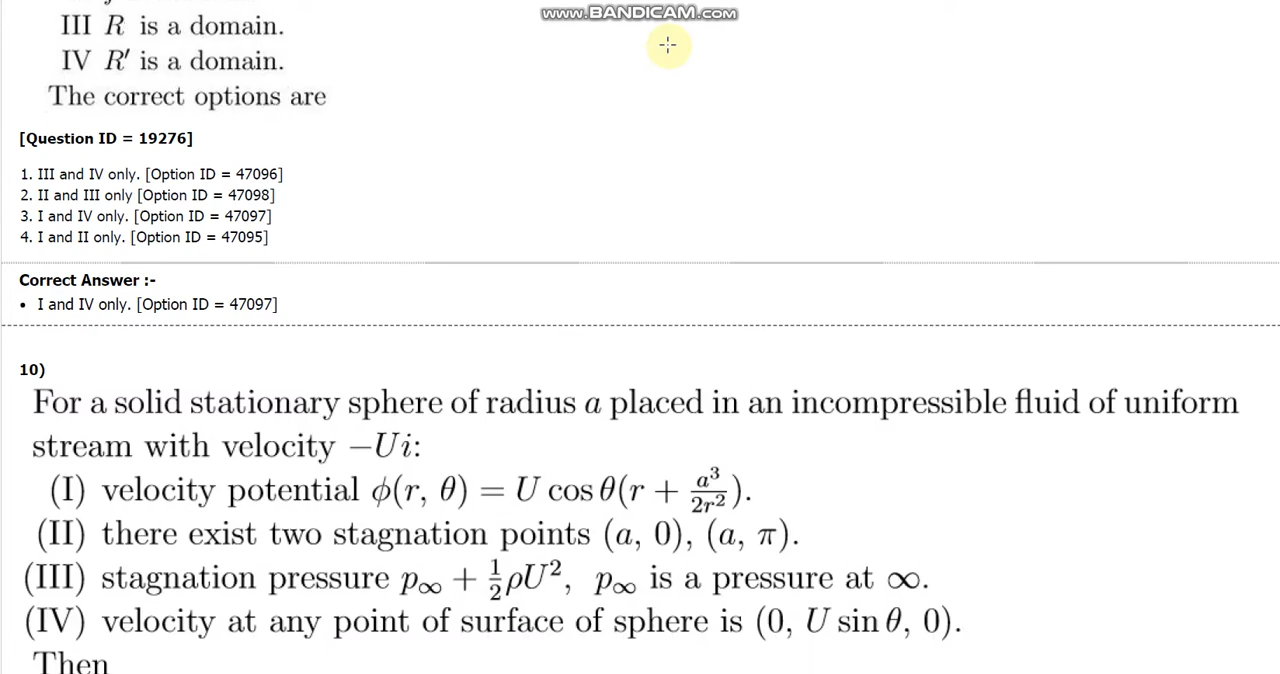 www.BANDICAM.com
III R is a domain.
IV R′ is a domain.
The correct options are
[Question ID = 19276]
1. III and IV only. [Option ID = 47096]
2. II and III only [Option ID = 47098]
3. I and IV only. [Option ID = 47097]
4. I and II only. [Option ID = 47095]
Correct Answer :-
• I and IV only. [Option ID = 47097]
10)
For a solid stationary sphere of radius a placed in an incompressible fluid of uniform
stream with velocity −Ui:
(I) velocity potential ϕ(r, θ) = U cos θ(r + a³/2r²).
(II) there exist two stagnation points (a, 0), (a, π).
(III) stagnation pressure p∞ + ½ρU², p∞ is a pressure at ∞.
(IV) velocity at any point of surface of sphere is (0, U sin θ, 0).
Then